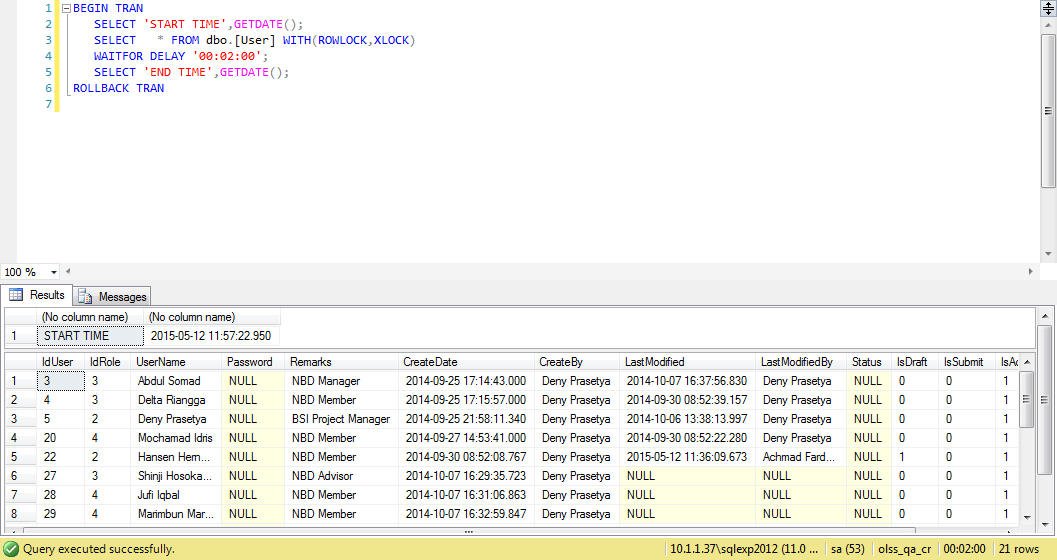 1 BEGIN TRAN
2 SELECT 'START TIME',GETDATE();
3 SELECT * FROM dbo.[User] WITH(ROWLOCK,XLOCK)
4 WAITFOR DELAY '00:02:00';
5 SELECT 'END TIME',GETDATE();
6 ROLLBACK TRAN
7
100 %
Results Messages
(No column name) (No column name)
1 START TIME 2015-05-12 11:57:22.950
IdUser IdRole UserName Password Remarks CreateDate CreateBy LastModified LastModifiedBy Status IsDraft IsSubmit IsAc
1 3 3 Abdul Somad NULL NBD Manager 2014-09-25 17:14:43.000 Deny Prasetya 2014-10-07 16:37:56.830 Deny Prasetya NULL 0 0 1
2 4 3 Delta Riangga NULL NBD Member 2014-09-25 17:15:57.000 Deny Prasetya 2014-09-30 08:52:39.157 Deny Prasetya NULL 0 0 1
3 5 2 Deny Prasetya NULL BSI Project Manager 2014-09-25 21:58:11.340 Deny Prasetya 2014-10-06 13:38:13.997 Deny Prasetya NULL 0 0 1
4 20 4 Mochamad Idris NULL NBD Member 2014-09-27 14:53:41.000 Deny Prasetya 2014-09-30 08:52:22.280 Deny Prasetya NULL 0 0 1
5 22 2 Hansen Hem... NULL NBD Member 2014-09-30 08:52:08.767 Deny Prasetya 2015-05-12 11:36:09.673 Achmad Fard... NULL 1 0 1
6 27 3 Shinji Hosoka... NULL NBD Advisor 2014-10-07 16:29:35.723 Deny Prasetya NULL NULL NULL 0 0 1
7 28 4 Jufi Iqbal NULL NBD Member 2014-10-07 16:31:06.863 Deny Prasetya NULL NULL NULL 0 0 1
8 29 4 Marimbun Mar... NULL NBD Member 2014-10-07 16:32:59.847 Deny Prasetya NULL NULL NULL 0 0 1
Query executed successfully. 10.1.1.37\sqlexp2012 (11.0 ... sa (53) olss_qa_cr 00:02:00 21 rows